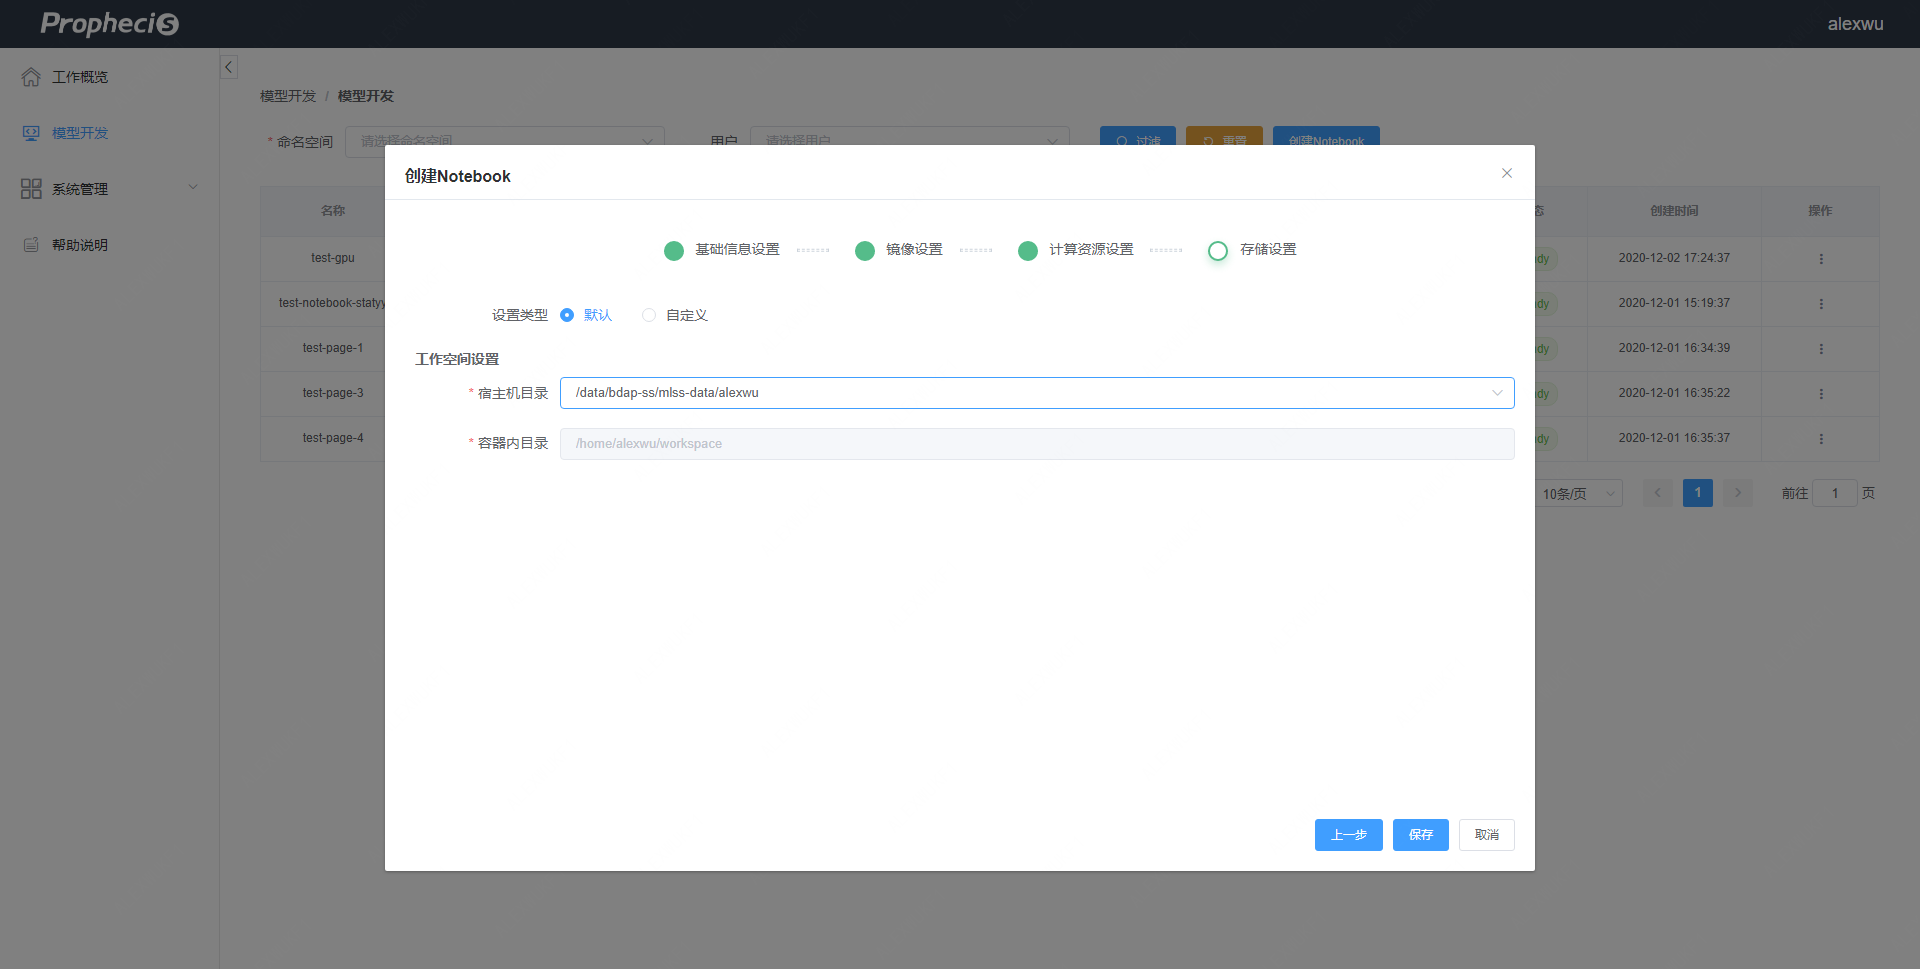 Prophecis
alexwu
工作概览
模型开发
系统管理
帮助说明
模型开发 / 模型开发
* 命名空间 请选择命名空间 用户 请选择用户 过滤 重置 创建Notebook
名称 态 创建时间 操作
test-gpu dy 2020-12-02 17:24:37
test-notebook-staty dy 2020-12-01 15:19:37
test-page-1 dy 2020-12-01 16:34:39
test-page-3 dy 2020-12-01 16:35:22
test-page-4 dy 2020-12-01 16:35:37
10条/页 1 前往 1 页
创建Notebook
基础信息设置 镜像设置 计算资源设置 存储设置
设置类型 默认 自定义
工作空间设置
* 宿主机目录 /data/bdap-ss/mlss-data/alexwu
* 容器内目录 /home/alexwu/workspace
上一步 保存 取消